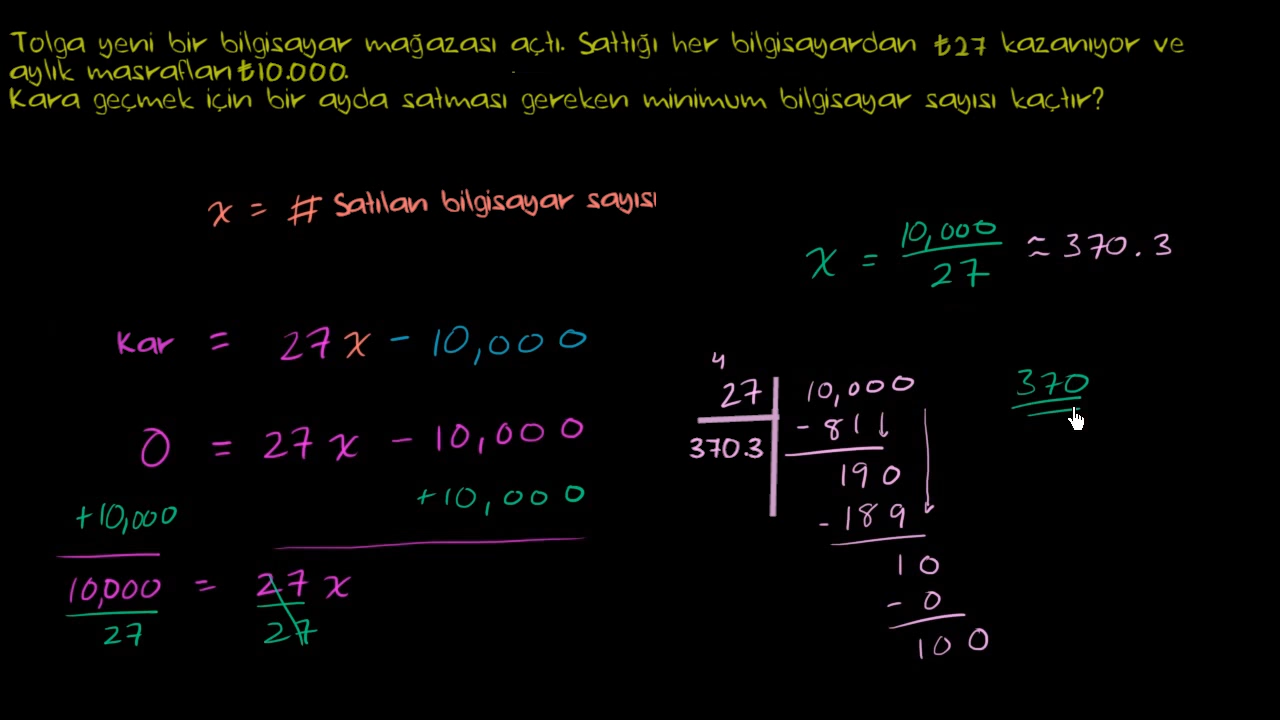 Tolga yeni bir bilgisayar mağazası açtı. Sattığı her bilgisayardan ₺27 kazanıyor ve
aylık masrafları ₺10.000.
Kara geçmek için bir ayda satması gereken minimum bilgisayar sayısı kaçtır?
x = # Satılan bilgisayar sayısı
x = 10,000 / 27 ≈ 370.3
Kar = 27x - 10,000
0 = 27x - 10,000
+10,000 +10,000
10,000 = 27 x
27 27
4
27 10,000
370.3 - 811
190
- 189
10
- 0
100
370